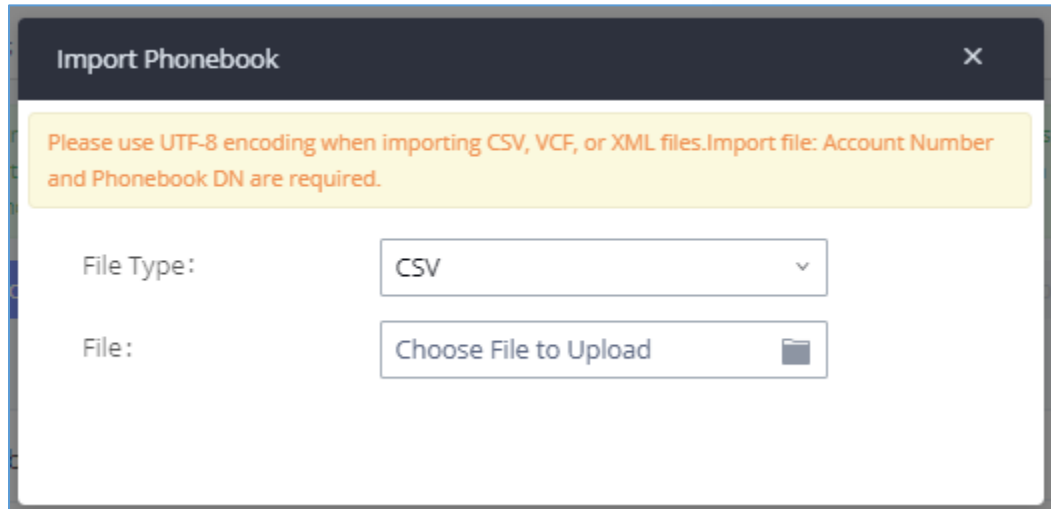 Import Phonebook
Please use UTF-8 encoding when importing CSV, VCF, or XML files.Import file: Account Number
and Phonebook DN are required.
File Type:
CSV
File:
Choose File to Upload